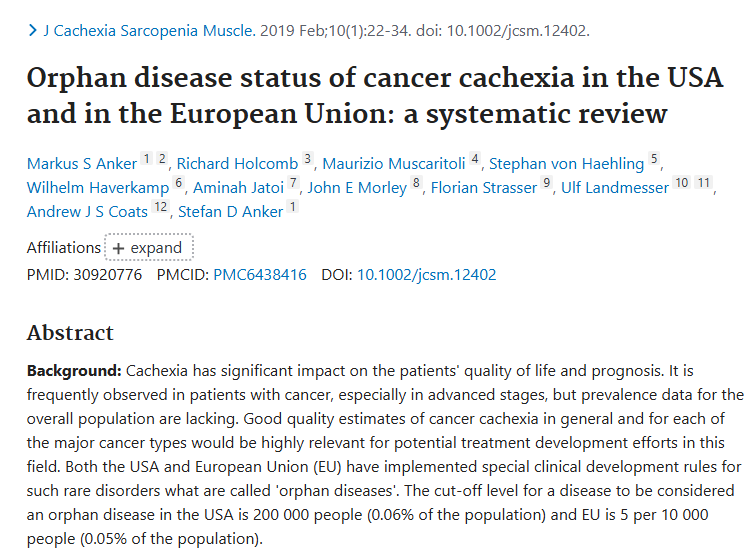 > J Cachexia Sarcopenia Muscle. 2019 Feb;10(1):22-34. doi: 10.1002/jcsm.12402.
Orphan disease status of cancer cachexia in the USA
and in the European Union: a systematic review
Markus S Anker 1 2, Richard Holcomb 3, Maurizio Muscaritoli 4, Stephan von Haehling 5,
Wilhelm Haverkamp 6, Aminah Jatoi 7, John E Morley 8, Florian Strasser 9, Ulf Landmesser 10 11,
Andrew J S Coats 12, Stefan D Anker 1
Affiliations + expand
PMID: 30920776 PMCID: PMC6438416 DOI: 10.1002/jcsm.12402
Abstract
Background: Cachexia has significant impact on the patients' quality of life and prognosis. It is
frequently observed in patients with cancer, especially in advanced stages, but prevalence data for the
overall population are lacking. Good quality estimates of cancer cachexia in general and for each of
the major cancer types would be highly relevant for potential treatment development efforts in this
field. Both the USA and European Union (EU) have implemented special clinical development rules for
such rare disorders what are called 'orphan diseases'. The cut-off level for a disease to be considered
an orphan disease in the USA is 200 000 people (0.06% of the population) and EU is 5 per 10 000
people (0.05% of the population).